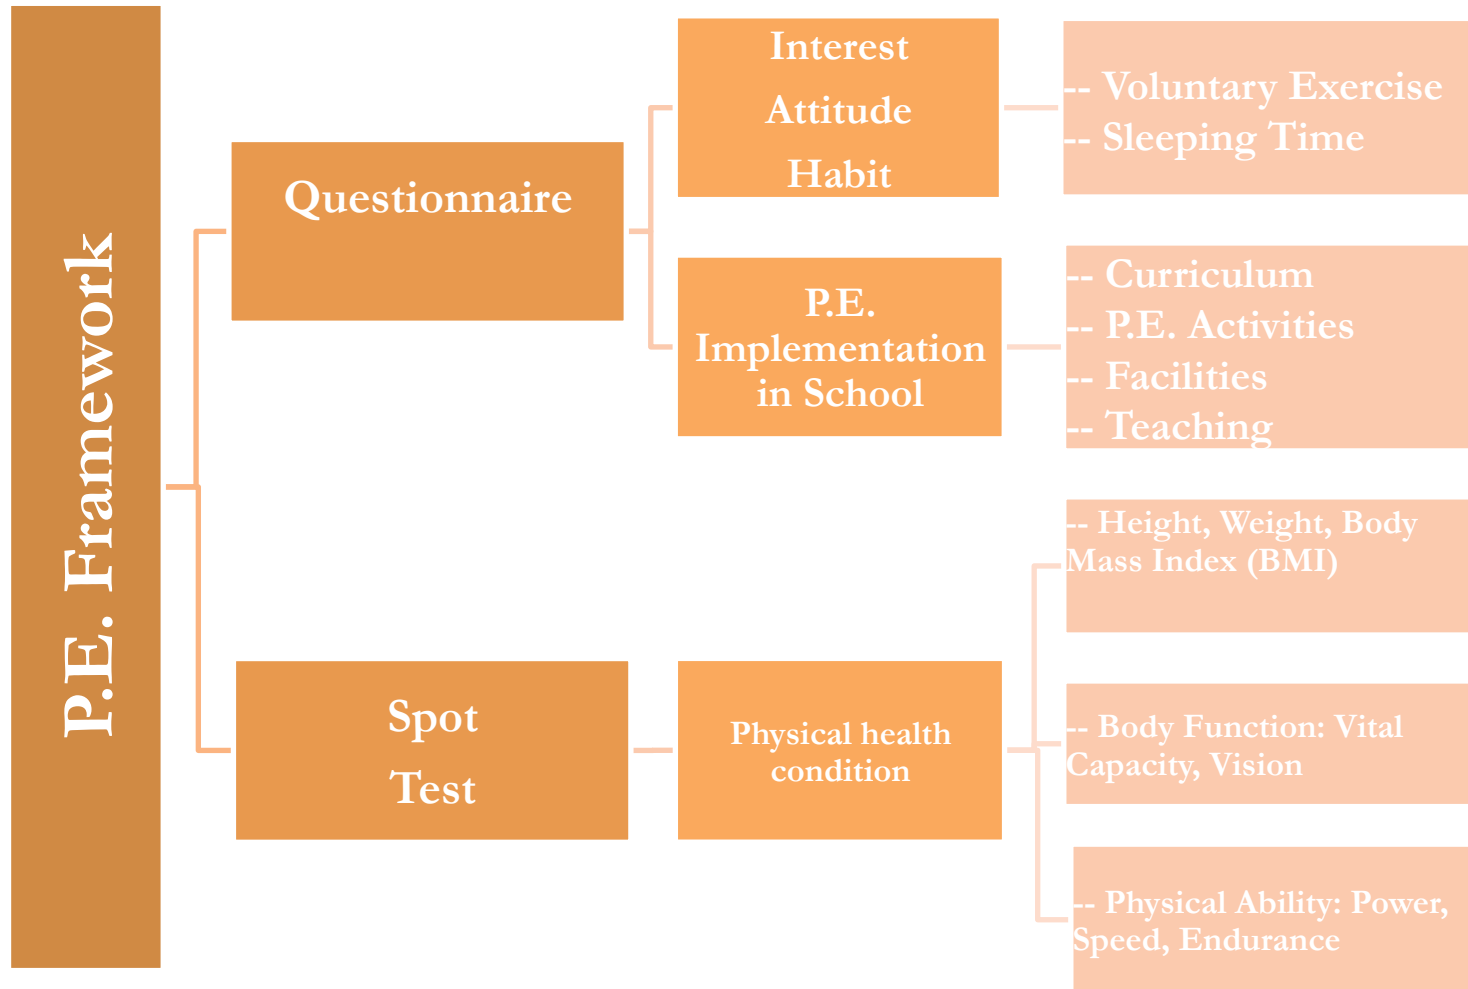 P.E. Framework
Questionnaire
Interest
Attitude
Habit
-- Voluntary Exercise
-- Sleeping Time
P.E.
Implementation
in School
-- Curriculum
-- P.E. Activities
-- Facilities
-- Teaching
Spot
Test
Physical health
condition
-- Height, Weight, Body
Mass Index (BMI)
-- Body Function: Vital
Capacity, Vision
-- Physical Ability: Power,
Speed, Endurance